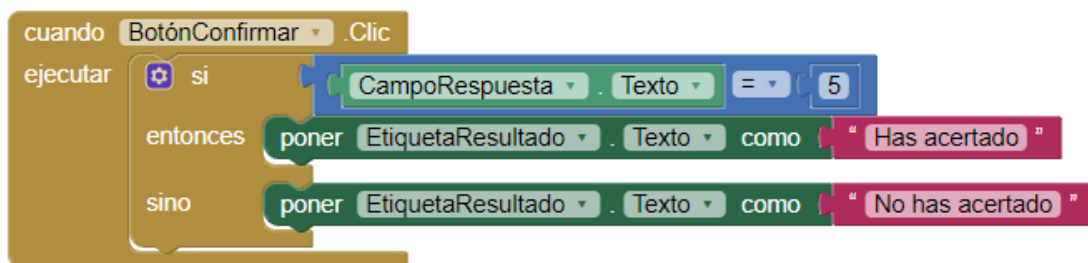 cuando BotónConfirmar .Clic
ejecutar si CampoRespuesta . Texto = 5
entonces poner EtiquetaResultado . Texto como “ Has acertado ”
sino poner EtiquetaResultado . Texto como “ No has acertado ”